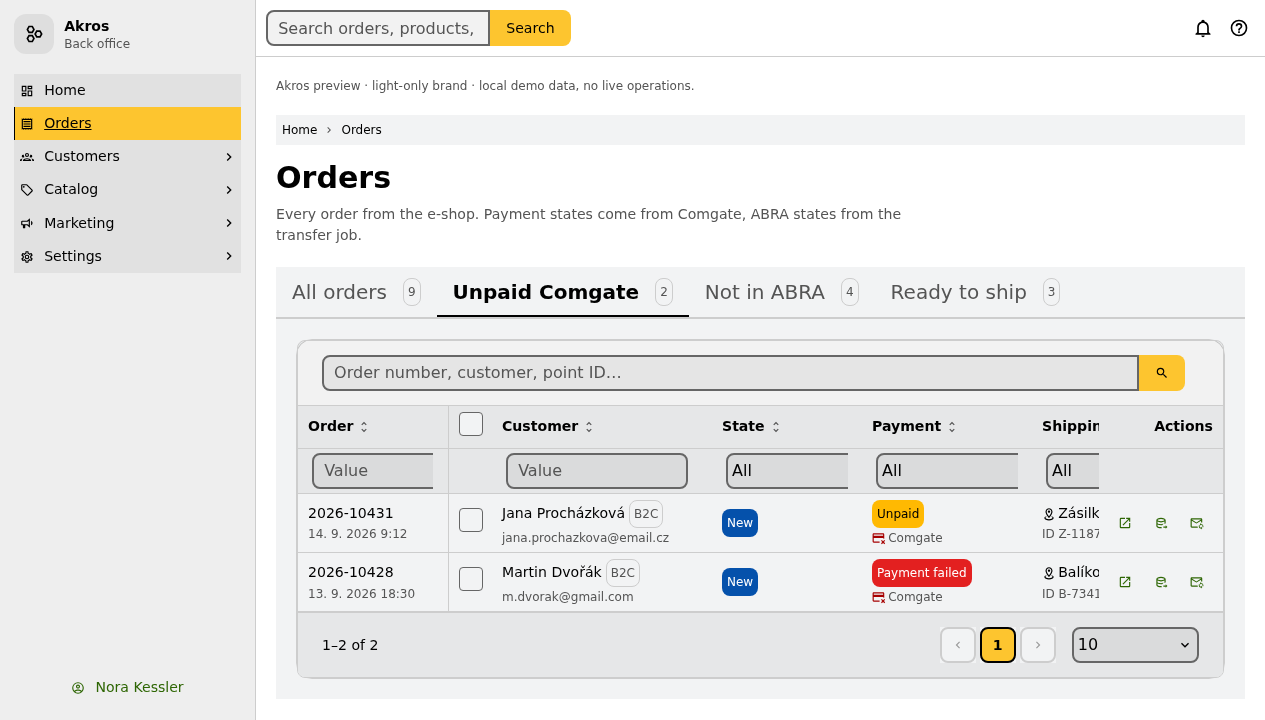 Akros
Back office
Home
Orders
Customers
Catalog
Marketing
Settings
Nora Kessler
Search orders, products,
Search
Akros preview · light-only brand · local demo data, no live operations.
Home › Orders
Orders
Every order from the e-shop. Payment states come from Comgate, ABRA states from the
transfer job.
All orders 9 Unpaid Comgate 2 Not in ABRA 4 Ready to ship 3
Order number, customer, point ID…
Order Customer State Payment Shippin Actions
Value Value All All All
2026-10431 Jana Procházková B2C New Unpaid Zásilk
14. 9. 2026 9:12 jana.prochazkova@email.cz Comgate ID Z-1187
2026-10428 Martin Dvořák B2C New Payment failed Balíko
13. 9. 2026 18:30 m.dvorak@gmail.com Comgate ID B-7341
1–2 of 2 ‹ 1 › 10